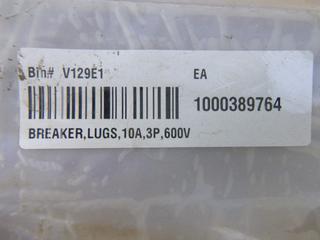 Bin# V129E1 EA
1000389764
BREAKER,LUGS,10A,3P,600V